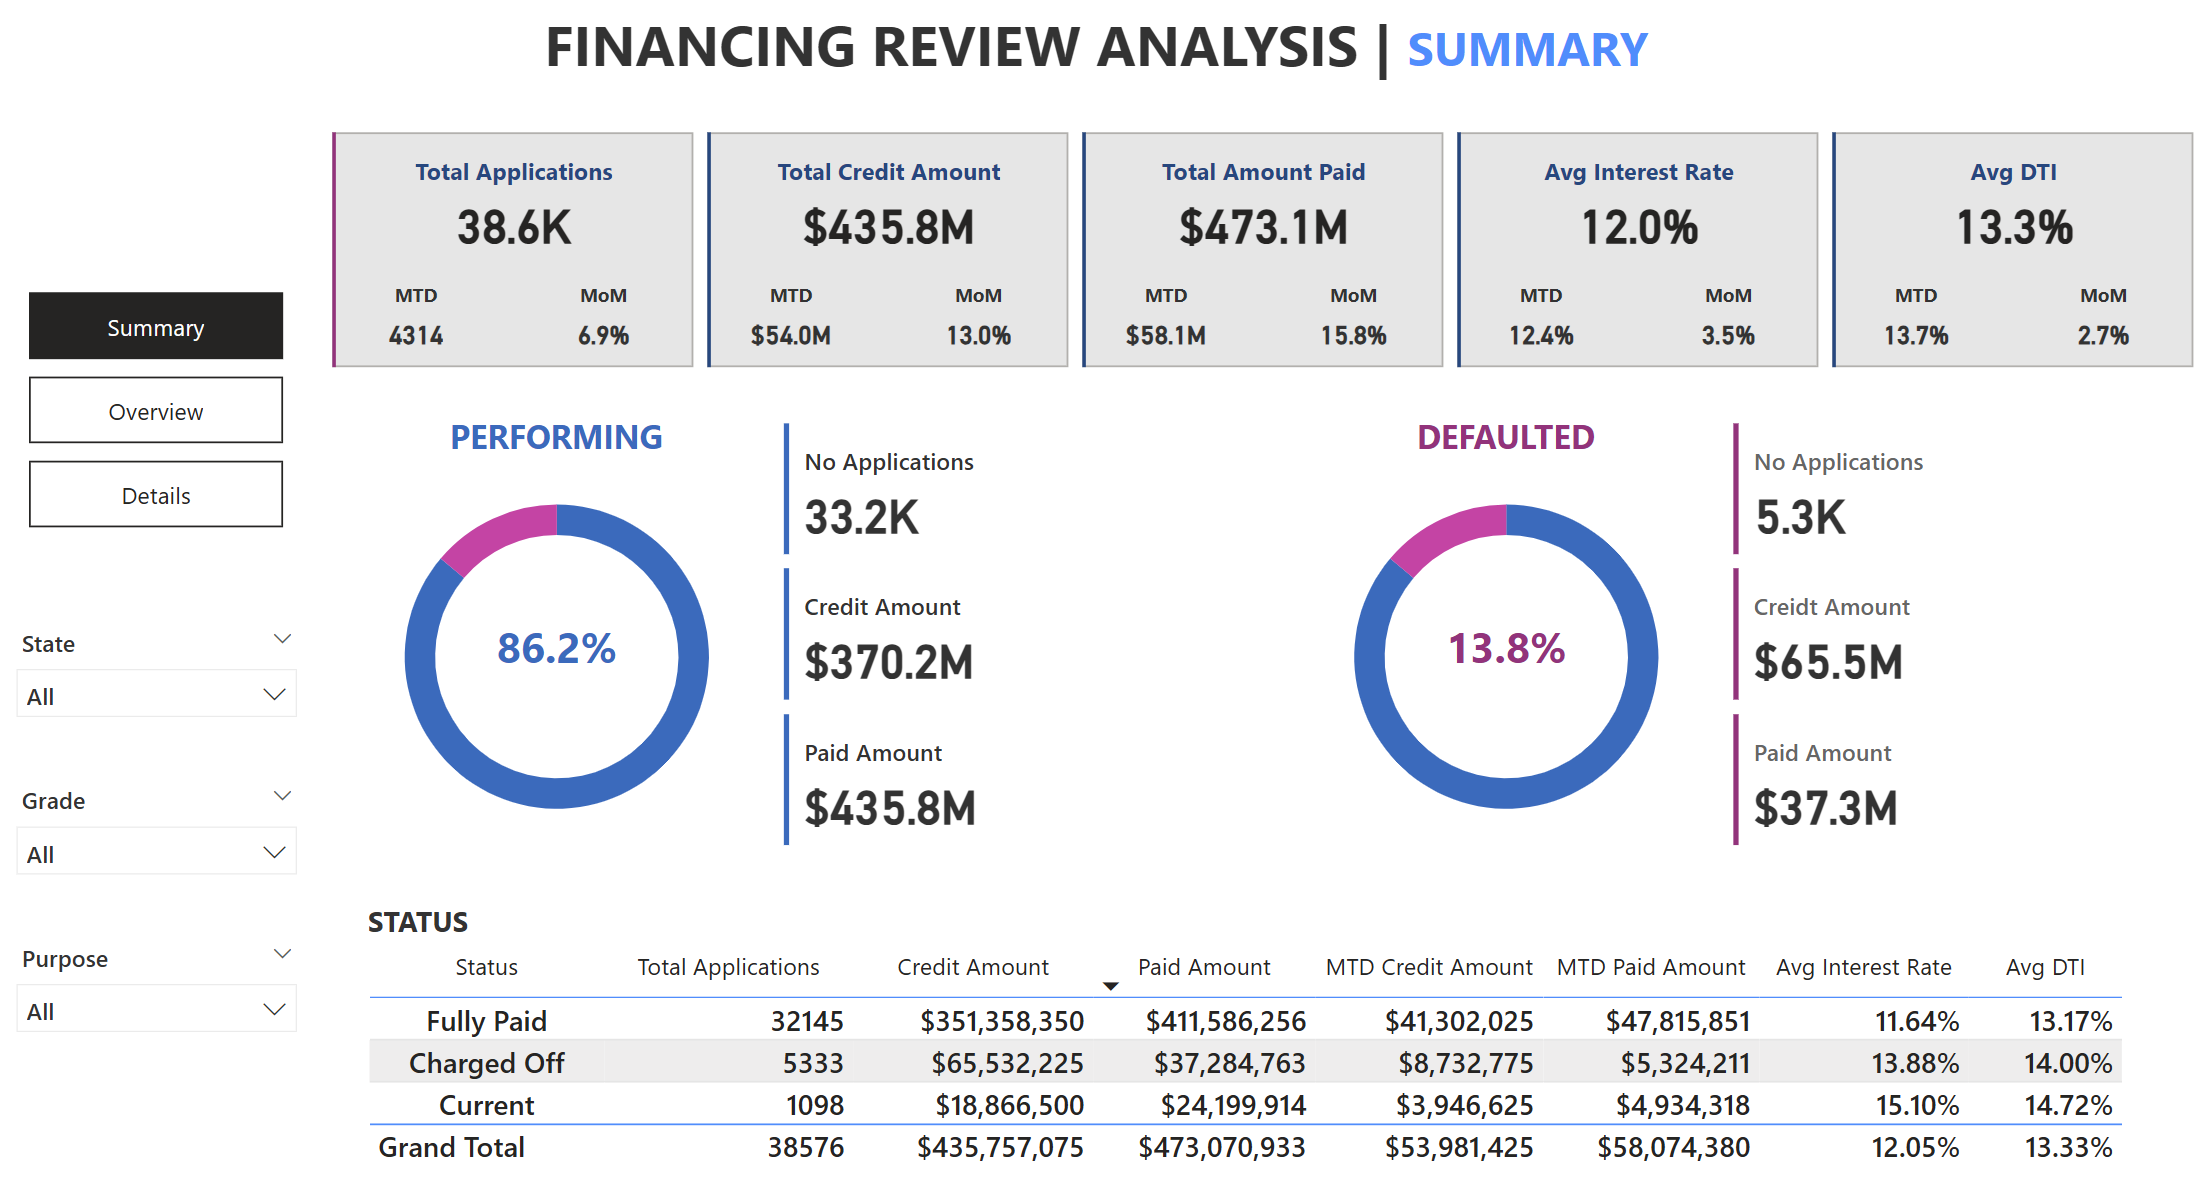 FINANCING REVIEW ANALYSIS | SUMMARY
Total Applications
38.6K
MTD MoM
4314 6.9%
Total Credit Amount
$435.8M
MTD MoM
$54.0M 13.0%
Total Amount Paid
$473.1M
MTD MoM
$58.1M 15.8%
Avg Interest Rate
12.0%
MTD MoM
12.4% 3.5%
Avg DTI
13.3%
MTD MoM
13.7% 2.7%
Summary
Overview
Details
State
All
Grade
All
Purpose
All
PERFORMING
86.2%
No Applications
33.2K
Credit Amount
$370.2M
Paid Amount
$435.8M
DEFAULTED
13.8%
No Applications
5.3K
Creidt Amount
$65.5M
Paid Amount
$37.3M
STATUS
Status Total Applications Credit Amount Paid Amount MTD Credit Amount MTD Paid Amount Avg Interest Rate Avg DTI
Fully Paid 32145 $351,358,350 $411,586,256 $41,302,025 $47,815,851 11.64% 13.17%
Charged Off 5333 $65,532,225 $37,284,763 $8,732,775 $5,324,211 13.88% 14.00%
Current 1098 $18,866,500 $24,199,914 $3,946,625 $4,934,318 15.10% 14.72%
Grand Total 38576 $435,757,075 $473,070,933 $53,981,425 $58,074,380 12.05% 13.33%